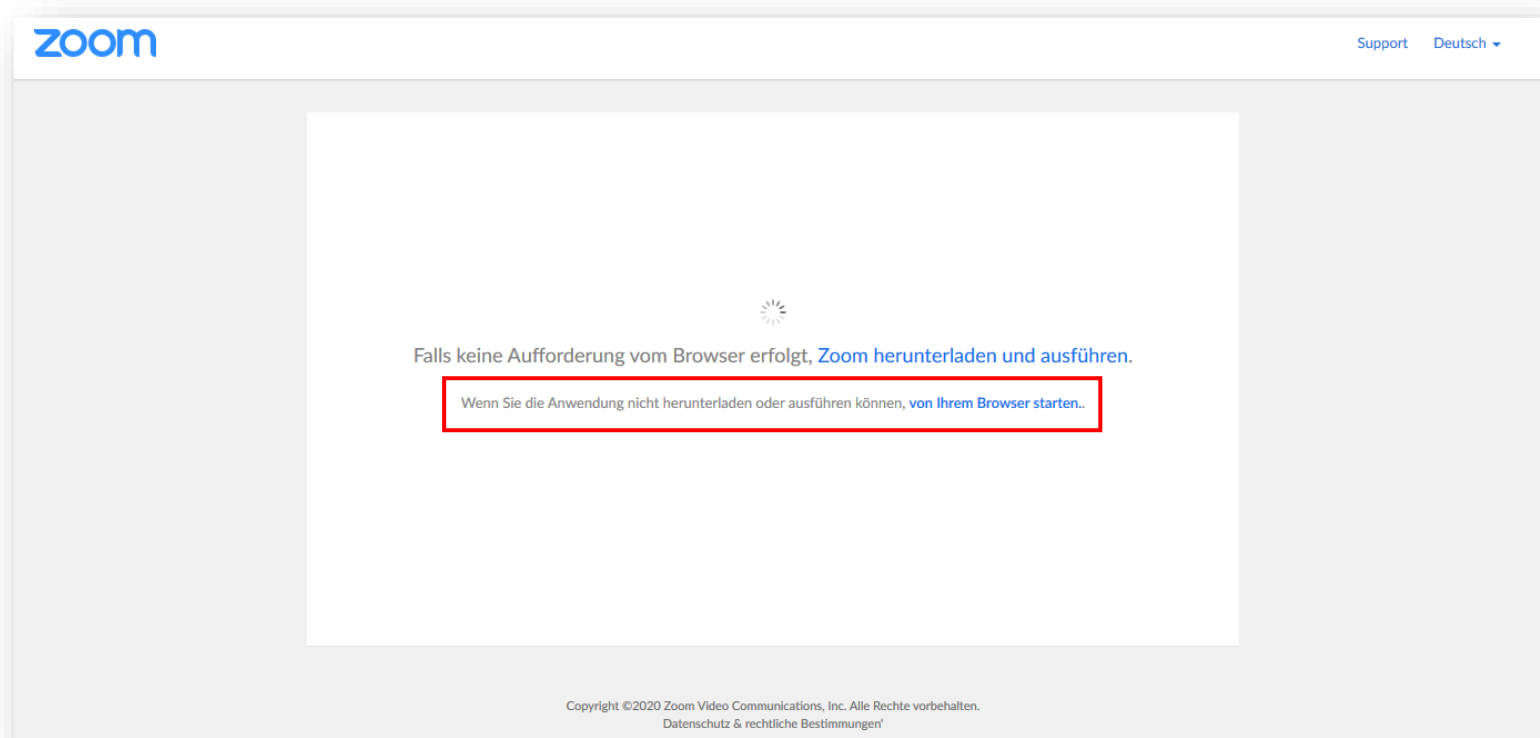 zoom
Support Deutsch
Falls keine Aufforderung vom Browser erfolgt, Zoom herunterladen und ausführen.
Wenn Sie die Anwendung nicht herunterladen oder ausführen können, von Ihrem Browser starten..
Copyright ©2020 Zoom Video Communications, Inc. Alle Rechte vorbehalten.
Datenschutz & rechtliche Bestimmungen'